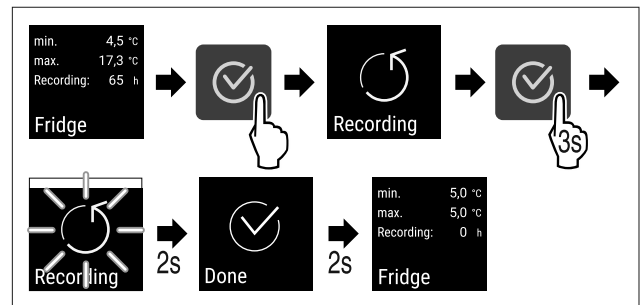 min. 4,5 °C
max. 17,3 °C
Recording: 65 h
Fridge
Recording
3s
Recording
2s
Done
2s
min. 5,0 °C
max. 5,0 °C
Recording: 0 h
Fridge